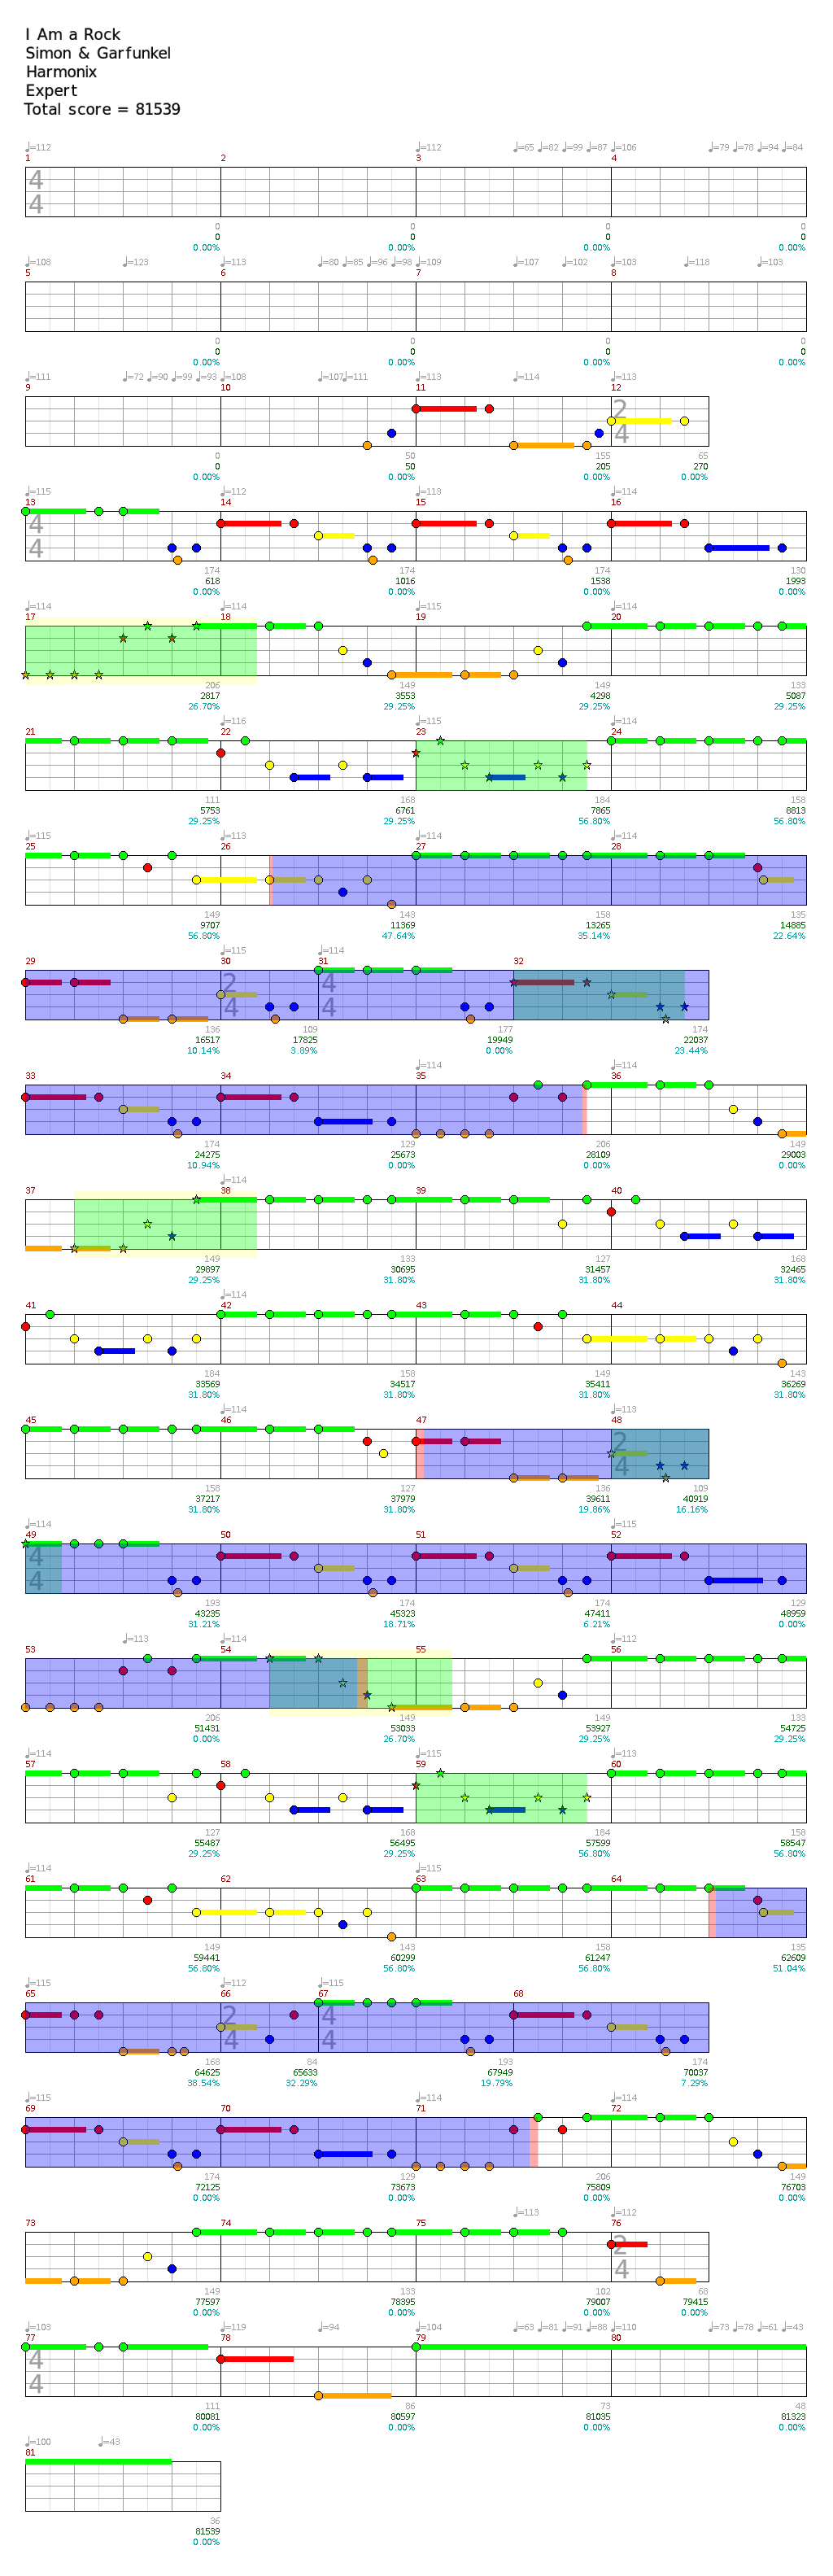 I Am a Rock
Simon & Garfunkel
Harmonix
Expert
Total score = 81539
♩=112 ♩=112 ♩=65 ♩=82 ♩=99 ♩=87 ♩=106 ♩=79 ♩=78 ♩=94 ♩=84
1 2 3 4
4
4
0 0 0 0
0 0 0 0
0.00% 0.00% 0.00% 0.00%
♩=108 ♩=123 ♩=113 ♩=80 ♩=85 ♩=96 ♩=98 ♩=109 ♩=107 ♩=102 ♩=103 ♩=118 ♩=103
5 6 7 8
0 0 0 0
0 0 0 0
0.00% 0.00% 0.00% 0.00%
♩=111 ♩=72 ♩=90 ♩=99 ♩=93 ♩=108 ♩=107 ♩=111 ♩=113 ♩=114 ♩=113
9 10 11 12
2
4
0 50 155 65
0 50 205 270
0.00% 0.00% 0.00% 0.00%
♩=115 ♩=112 ♩=113 ♩=114
13 14 15 16
4
4
174 174 174 130
618 1016 1538 1993
0.00% 0.00% 0.00% 0.00%
♩=114 ♩=114 ♩=115
17 18 19 20
206 149 149 133
2817 3553 4298 5087
26.70% 29.25% 29.25% 29.25%
♩=116 ♩=115 ♩=114
21 22 23 24
111 168 184 158
5753 6761 7865 8813
29.25% 29.25% 56.80% 56.80%
♩=115 ♩=113 ♩=114 ♩=114
25 26 27 28
149 143 158 135
9707 11369 13265 14885
56.80% 47.64% 35.14% 22.64%
♩=115 ♩=114
29 30 31 32
2 4
4 4
136 109 177 174
16517 17825 19949 22037
10.14% 3.89% 0.00% 23.44%
♩=114 ♩=114
33 34 35 36
174 129 206 149
24275 25673 28109 29003
10.94% 0.00% 0.00% 0.00%
♩=114
37 38 39 40
149 133 127 168
29897 30695 31457 32465
29.25% 31.80% 31.80% 31.80%
♩=114
41 42 43 44
184 158 149 143
33569 34517 35411 36269
31.80% 31.80% 31.80% 31.80%
♩=114 ♩=113
45 46 47 48
2
4
158 127 136 109
37217 37979 39611 40919
31.80% 31.80% 19.86% 16.16%
♩=114 ♩=115
49 50 51 52
4
4
193 174 174 129
43235 45323 47411 48959
31.21% 18.71% 6.21% 0.00%
♩=113 ♩=114 ♩=112
53 54 55 56
206 149 149 133
51431 53033 53927 54725
0.00% 26.70% 29.25% 29.25%
♩=114 ♩=115 ♩=113
57 58 59 60
127 168 184 158
55487 56495 57599 58547
29.25% 29.25% 56.80% 56.80%
♩=114 ♩=115
61 62 63 64
149 143 158 135
59441 60299 61247 62609
56.80% 56.80% 56.80% 51.04%
♩=115 ♩=112 ♩=115
65 66 67 68
2 4
4 4
168 84 193 174
64625 65633 67949 70037
38.54% 32.29% 19.79% 7.29%
♩=115 ♩=114 ♩=114
69 70 71 72
174 129 206 149
72125 73673 75809 76703
0.00% 0.00% 0.00% 0.00%
♩=113 ♩=112
73 74 75 76
2
4
149 133 102 68
77597 78395 79007 79415
0.00% 0.00% 0.00% 0.00%
♩=103 ♩=119 ♩=94 ♩=104 ♩=63 ♩=81 ♩=91 ♩=88 ♩=110 ♩=73 ♩=78 ♩=61 ♩=43
77 78 79 80
4
4
111 86 73 48
80081 80597 81035 81323
0.00% 0.00% 0.00% 0.00%
♩=100 ♩=43
81
36
81539
0.00%